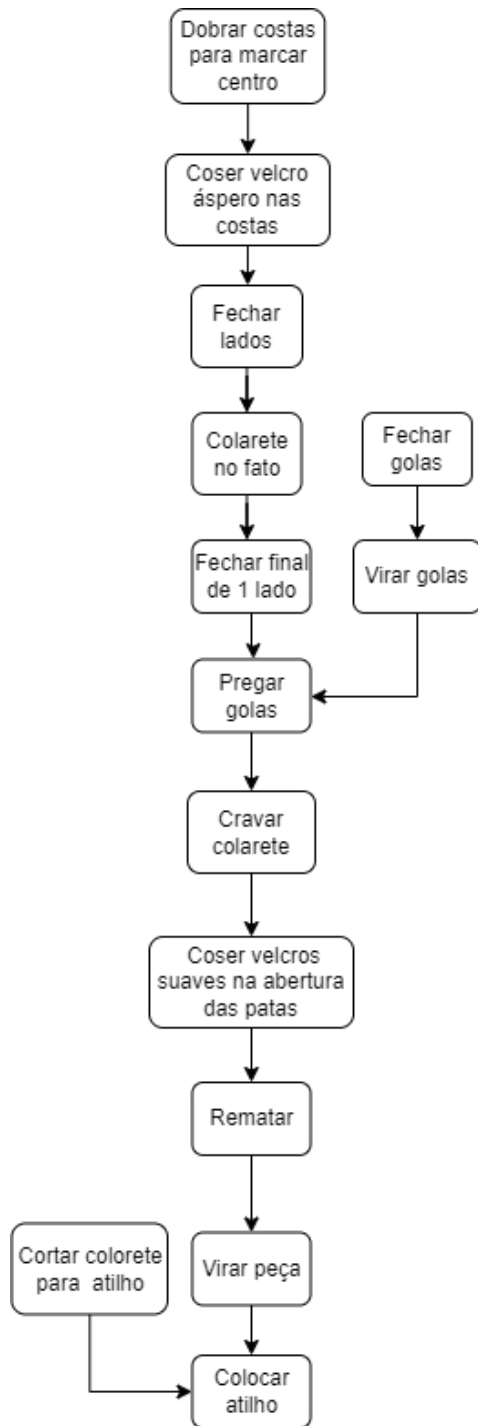 Dobrar costas
para marcar
centro
Coser velcro
áspero nas
costas
Fechar
lados
Colarete
no fato
Fechar
golas
Fechar final
de 1 lado
Virar golas
Pregar
golas
Cravar
colarete
Coser velcros
suaves na abertura
das patas
Rematar
Cortar colorete
para atilho
Virar peça
Colocar
atilho